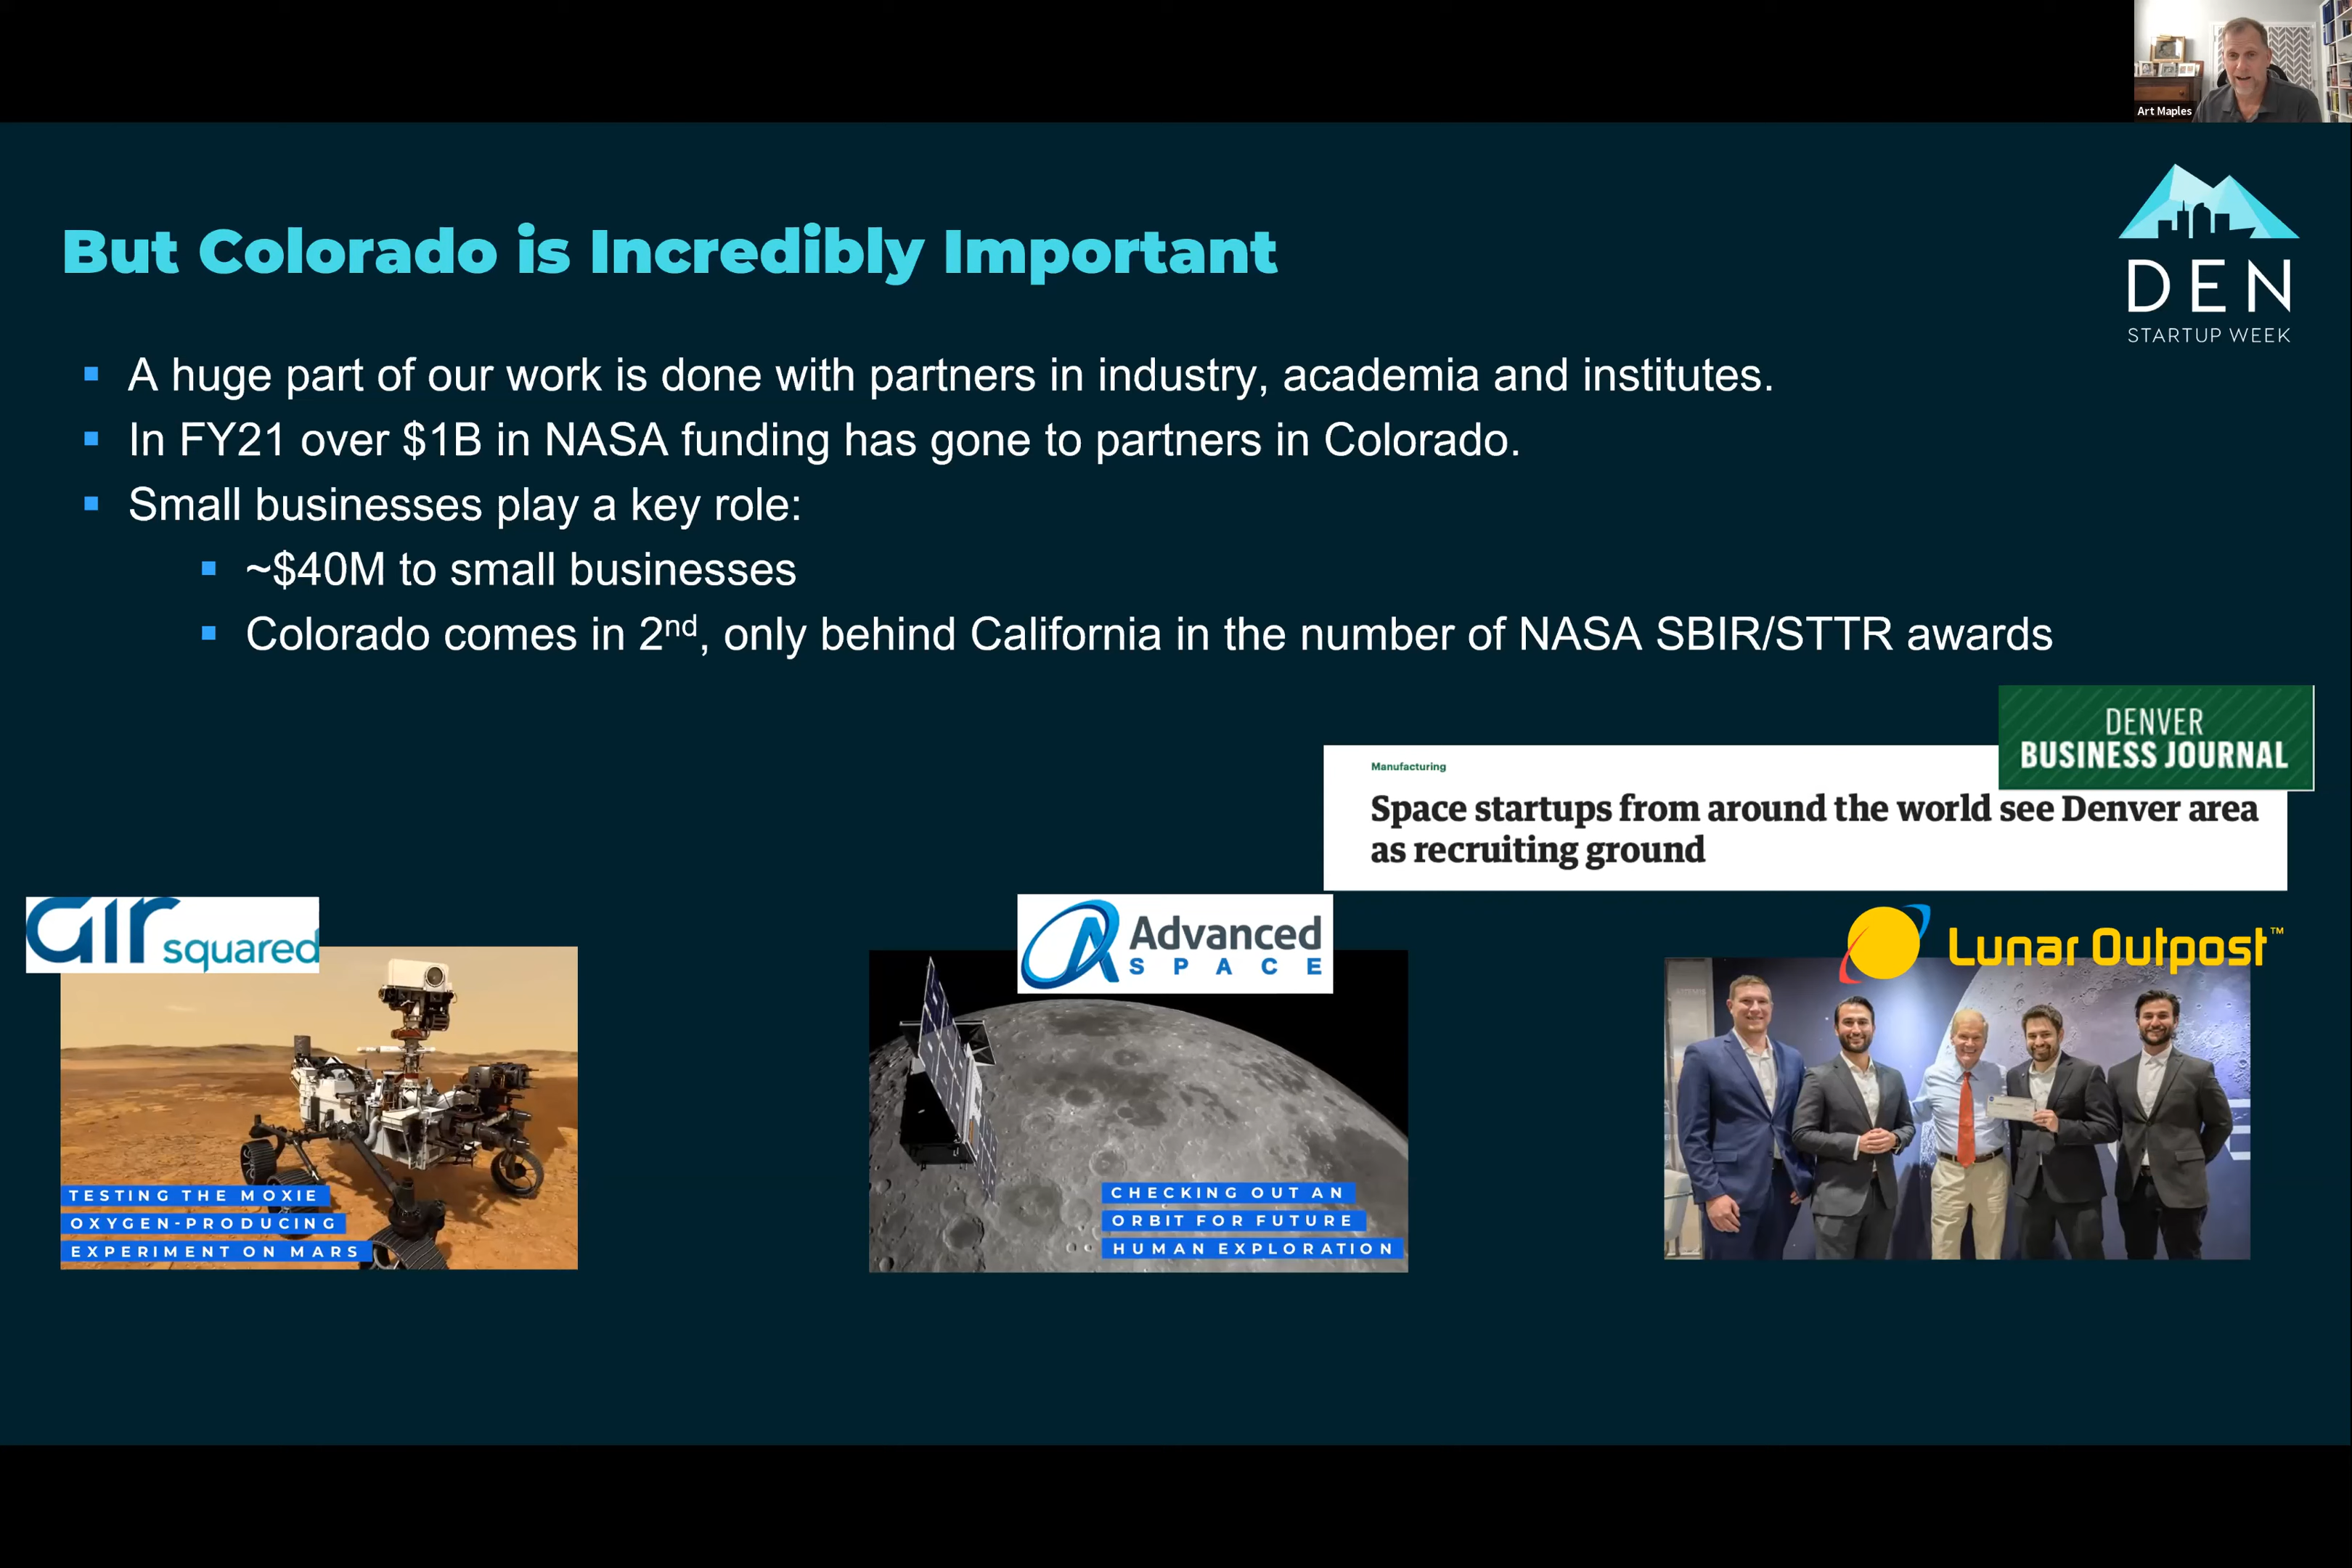 Art Maples
DEN
STARTUP WEEK
But Colorado is Incredibly Important
▪ A huge part of our work is done with partners in industry, academia and institutes.
▪ In FY21 over $1B in NASA funding has gone to partners in Colorado.
▪ Small businesses play a key role:
▪ ~$40M to small businesses
▪ Colorado comes in 2nd, only behind California in the number of NASA SBIR/STTR awards
DENVER
BUSINESS JOURNAL
Manufacturing
Space startups from around the world see Denver area
as recruiting ground
air squared
TESTING THE MOXIE
OXYGEN-PRODUCING
EXPERIMENT ON MARS
Advanced
SPACE
CHECKING OUT AN
ORBIT FOR FUTURE
HUMAN EXPLORATION
Lunar Outpost™